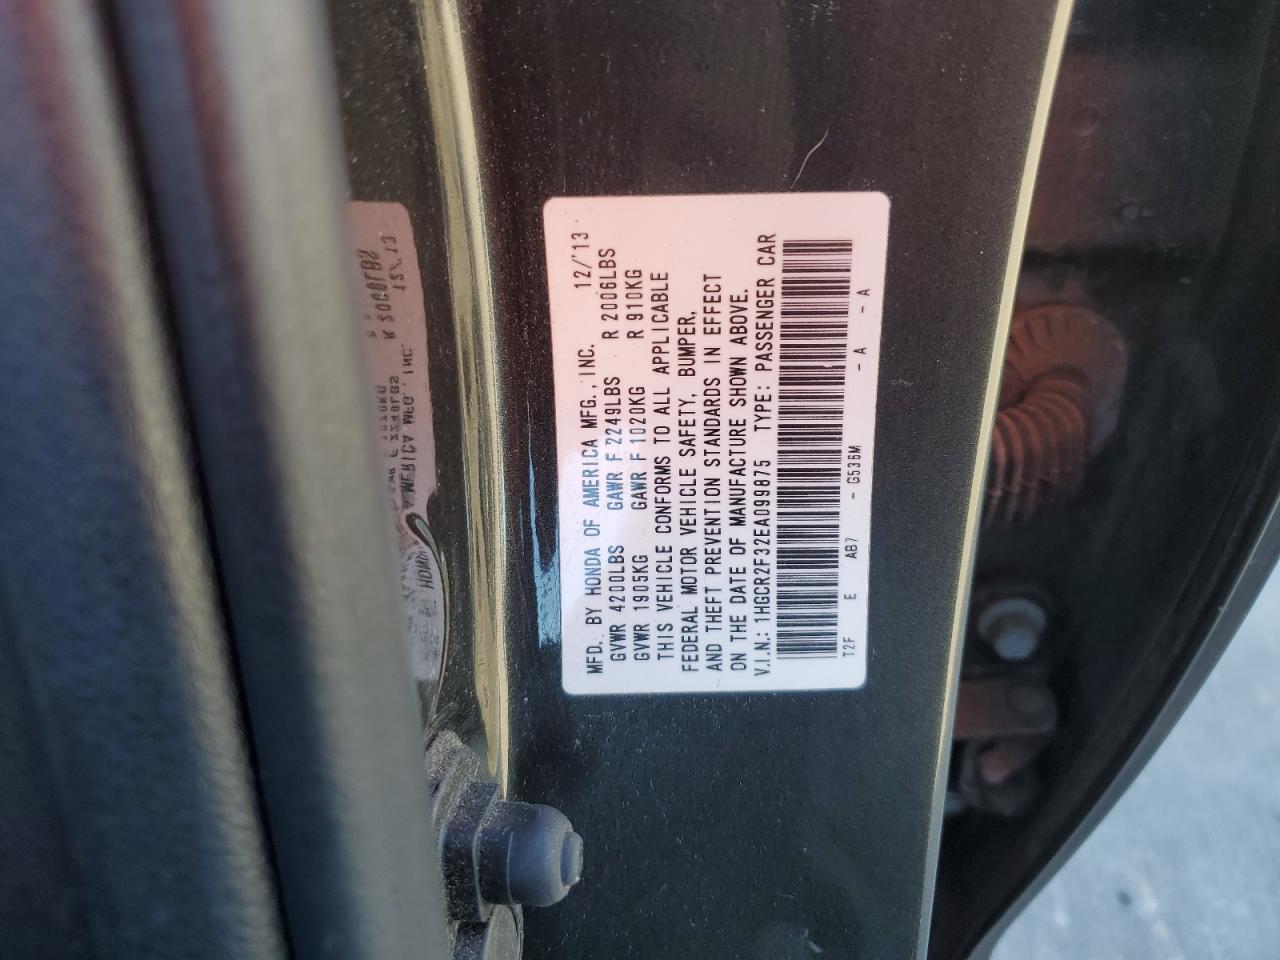 MFD. BY HONDA OF AMERICA MFG., INC. 12/'13
GVWR 4200LBS GAWR F 2249LBS R 2006LBS
GVWR 1905KG GAWR F 1020KG R 910KG
THIS VEHICLE CONFORMS TO ALL APPLICABLE
FEDERAL MOTOR VEHICLE SAFETY, BUMPER,
AND THEFT PREVENTION STANDARDS IN EFFECT
ON THE DATE OF MANUFACTURE SHOWN ABOVE.
V.I.N.: 1HGCR2F32EA099875 TYPE: PASSENGER CAR
T2F E AB7 - G536M - A - A